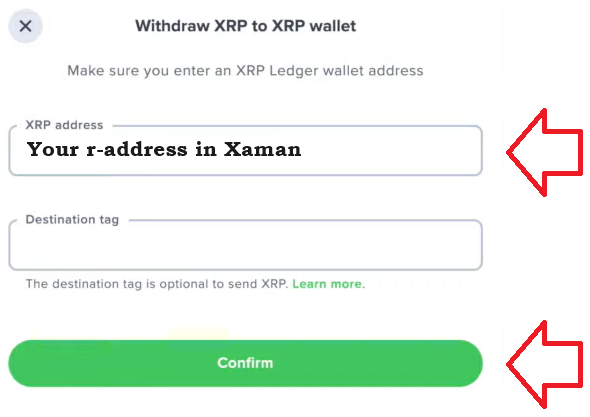 Withdraw XRP to XRP wallet
Make sure you enter an XRP Ledger wallet address
XRP address
Your r-address in Xaman
Destination tag
The destination tag is optional to send XRP. Learn more.
Confirm